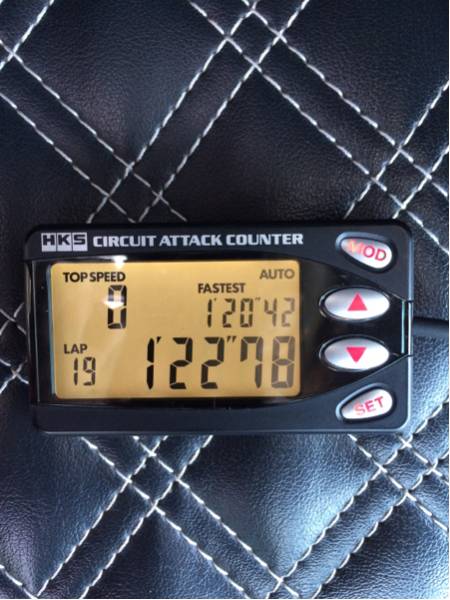 HKS CIRCUIT ATTACK COUNTER
MOD
TOP SPEED
0
AUTO
FASTEST
1'20"42
LAP
19
1'22"78
SET